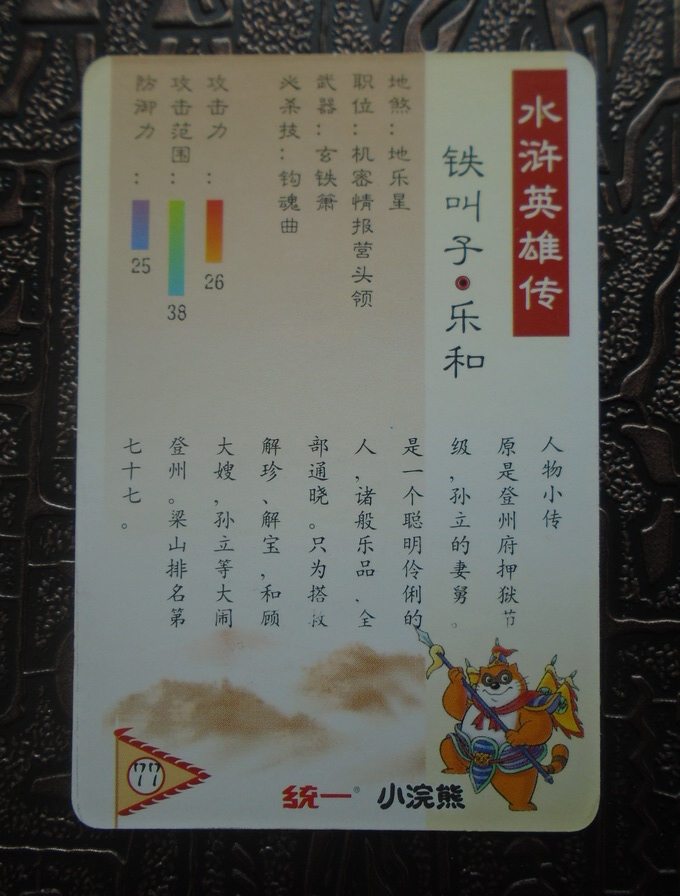 水浒英雄传
铁叫子·乐和
地煞：地乐星
职位：机密情报营头领
武器：玄铁箫
必杀技：钩魂曲
攻击力：
26
攻击范围：
38
防御力：
25
人物小传
原是登州府押狱节
级，孙立的妻舅。
是一个聪明伶俐的
人，诸般乐品、全
部通晓。只为搭救
解珍、解宝，和顾
大嫂，孙立等大闹
登州。梁山排名第
七十七。
77
统一® 小浣熊